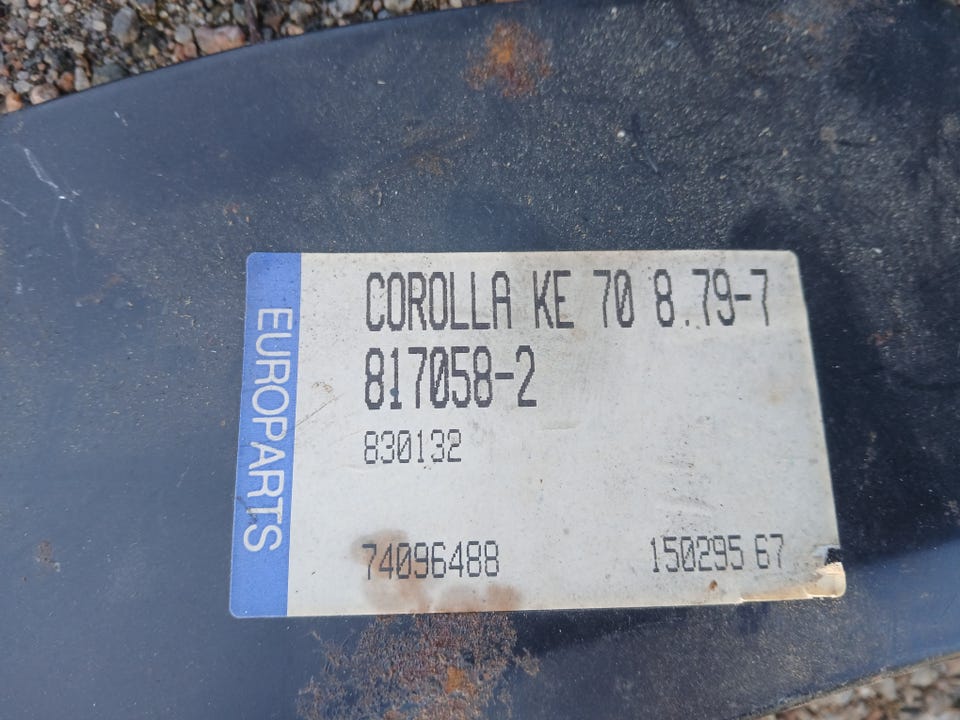 EUROPARTS
COROLLA KE 70 8.79-7
817058-2
830132
74096488
150295 67